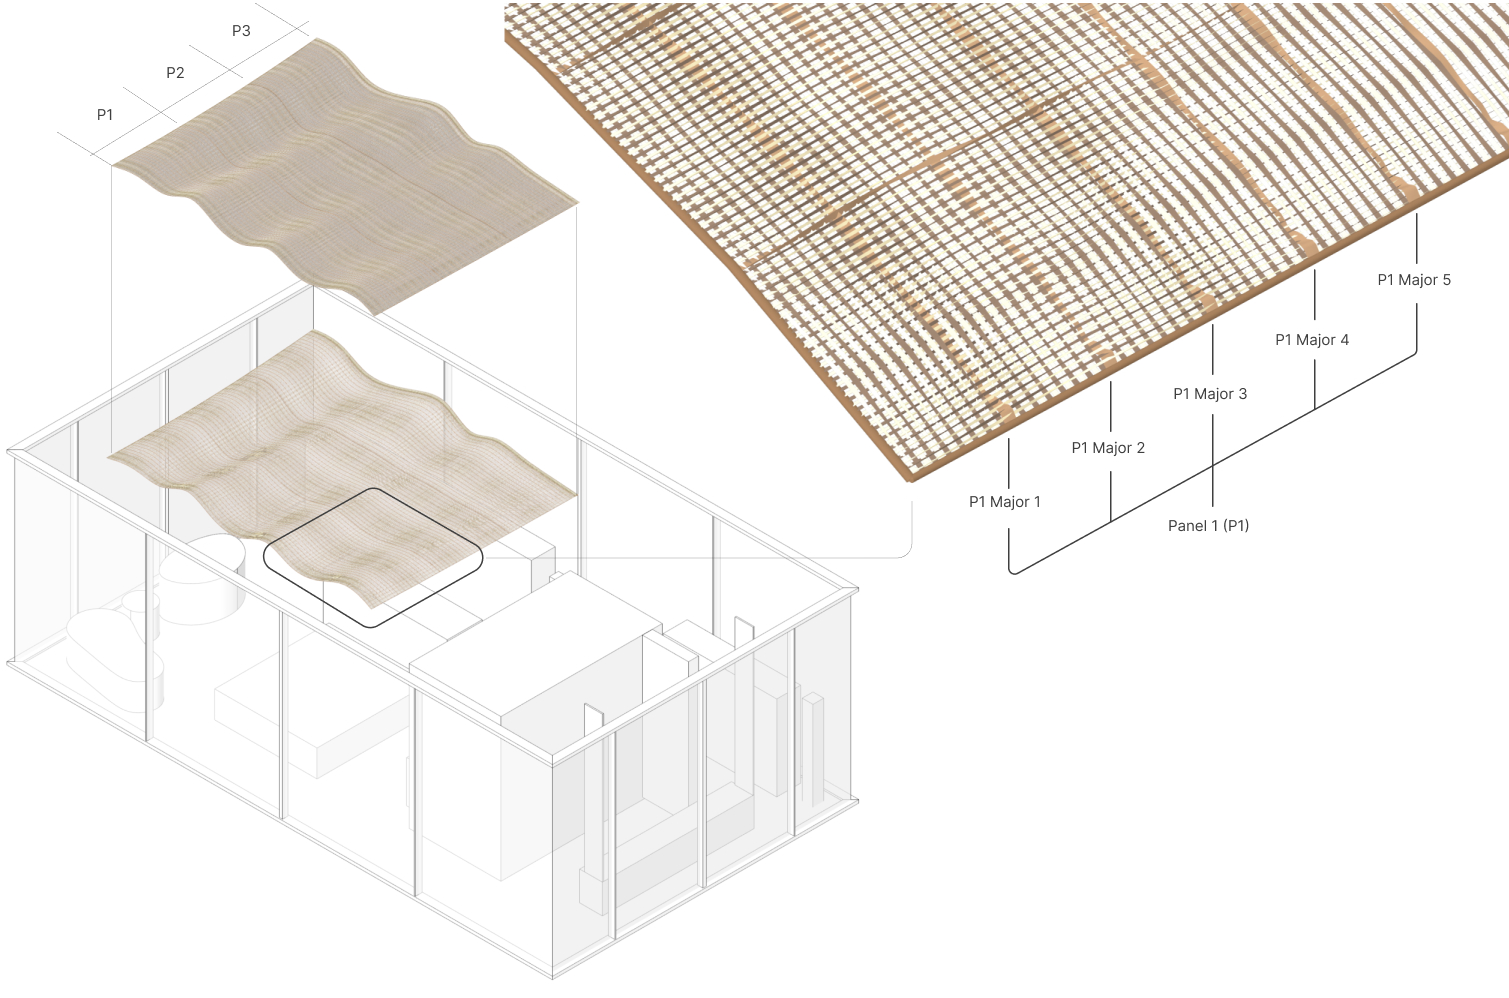 P3
P2
P1
P1 Major 5
P1 Major 4
P1 Major 3
P1 Major 2
P1 Major 1
Panel 1 (P1)